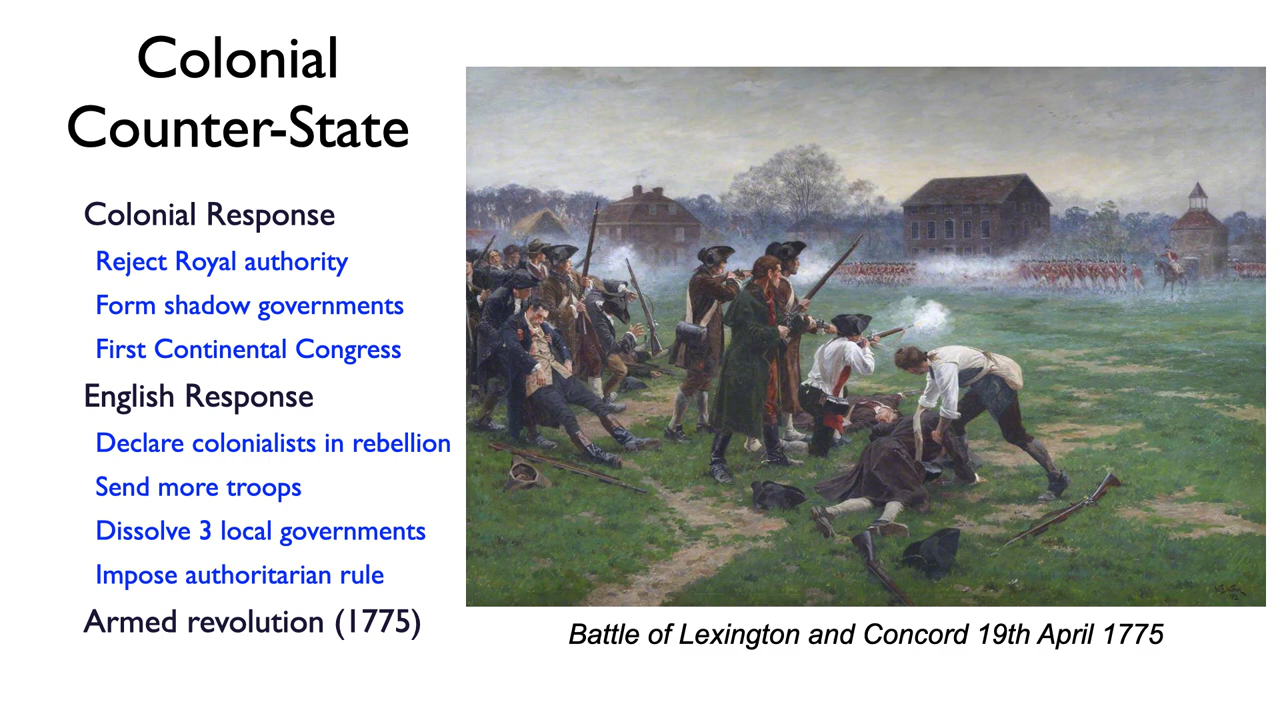 Colonial
Counter-State
Colonial Response
Reject Royal authority
Form shadow governments
First Continental Congress
English Response
Declare colonialists in rebellion
Send more troops
Dissolve 3 local governments
Impose authoritarian rule
Armed revolution (1775)
Battle of Lexington and Concord 19th April 1775